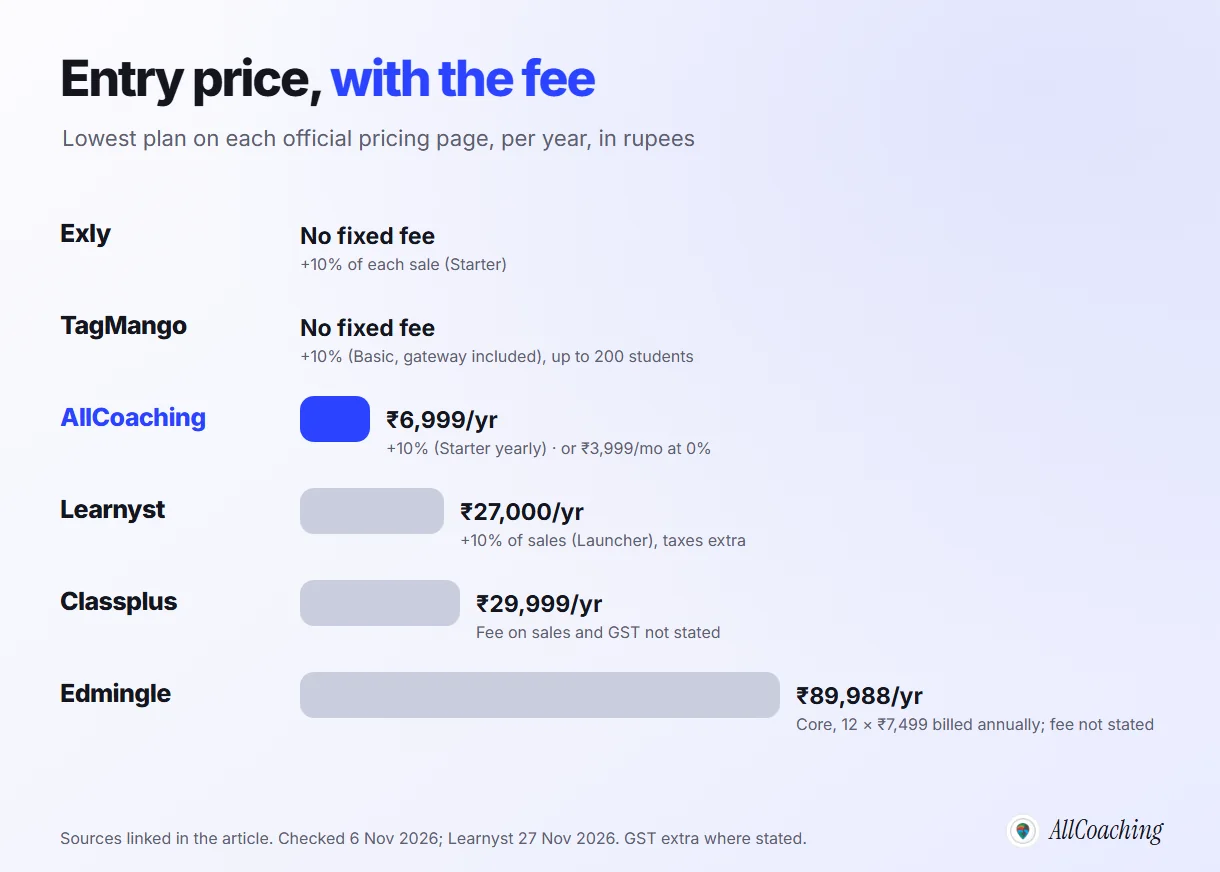 Entry price, with the fee
Lowest plan on each official pricing page, per year, in rupees
Exly
No fixed fee
+10% of each sale (Starter)
TagMango
No fixed fee
+10% (Basic, gateway included), up to 200 students
AllCoaching
₹6,999/yr
+10% (Starter yearly) · or ₹3,999/mo at 0%
Learnyst
₹27,000/yr
+10% of sales (Launcher), taxes extra
Classplus
₹29,999/yr
Fee on sales and GST not stated
Edmingle
₹89,988/yr
Core, 12 × ₹7,499 billed annually; fee not stated
Sources linked in the article. Checked 6 Nov 2026; Learnyst 27 Nov 2026. GST extra where stated.
AllCoaching